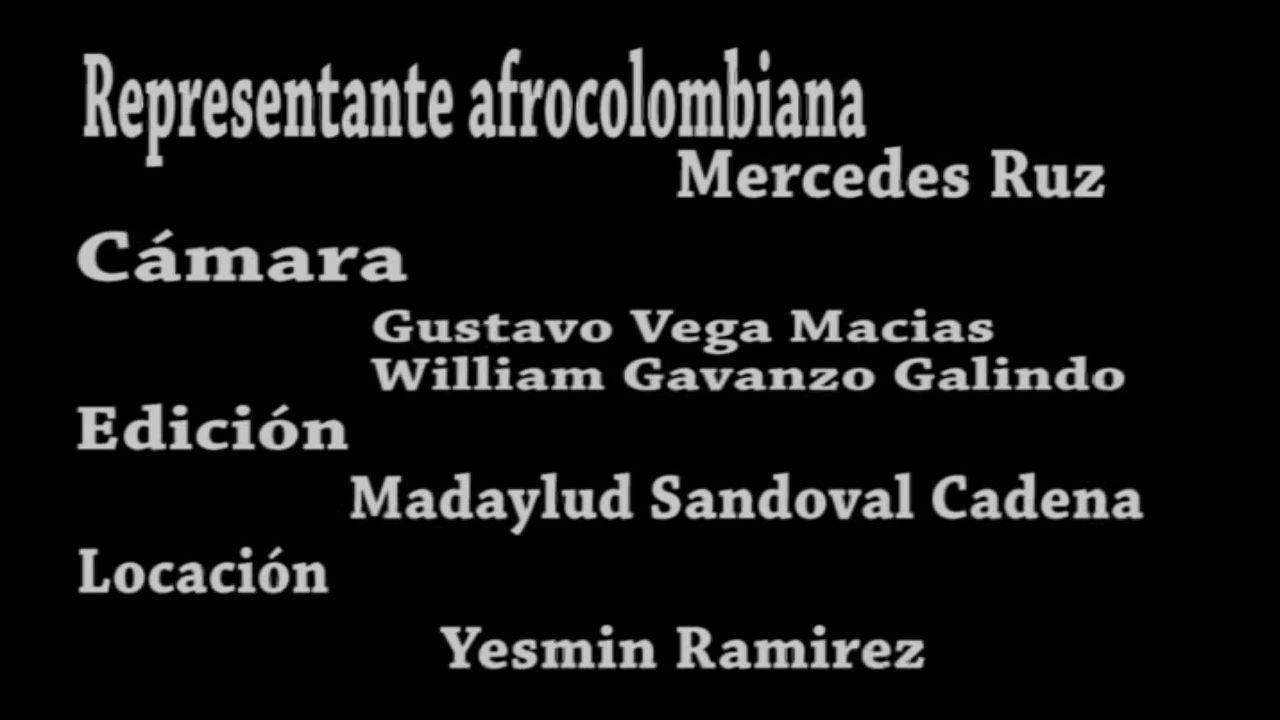 Representante afrocolombiana
Mercedes Ruz
Cámara
Gustavo Vega Macias
William Gavanzo Galindo
Edición
Madaylud Sandoval Cadena
Locación
Yesmin Ramirez